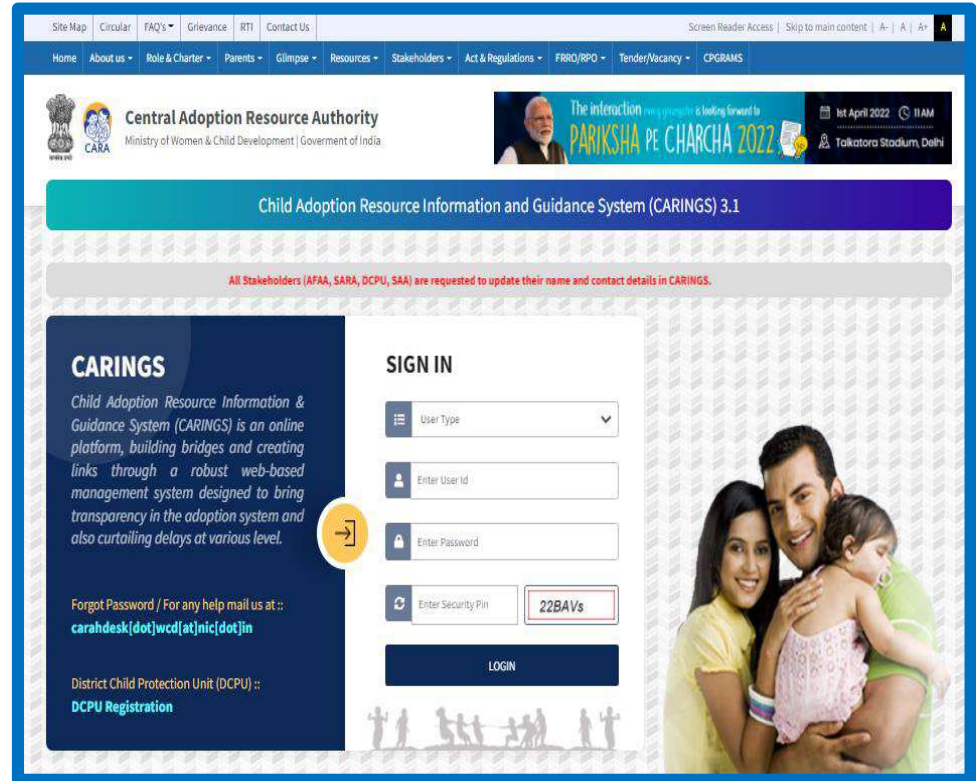 Site Map Circular FAQ's Grievance RTI Contact Us Screen Reader Access | Skip to main content | A- | A | A+ A
Home About us Role & Charter Parents Glimpse Resources Stakeholders Act & Regulations FRRO/RPO Tender/Vacancy CPGRAMS
Central Adoption Resource Authority
Ministry of Women & Child Development | Goverment of India
CARA
The interaction is looking forward to
PARIKSHA PE CHARCHA 2022
1st April 2022 11 AM
Talkatora Stadium, Delhi
Child Adoption Resource Information and Guidance System (CARINGS) 3.1
All Stakeholders (AFAA, SARA, DCPU, SAA) are requested to update their name and contact details in CARINGS.
CARINGS
Child Adoption Resource Information &
Guidance System (CARINGS) is an online
platform, building bridges and creating
links through a robust web-based
management system designed to bring
transparency in the adoption system and
also curtailing delays at various level.
Forgot Password / For any help mail us at ::
carahdesk[dot]wcd[at]nic[dot]in
District Child Protection Unit (DCPU) ::
DCPU Registration
SIGN IN
User Type
Enter User Id
Enter Password
Enter Security Pin 22BAVs
LOGIN